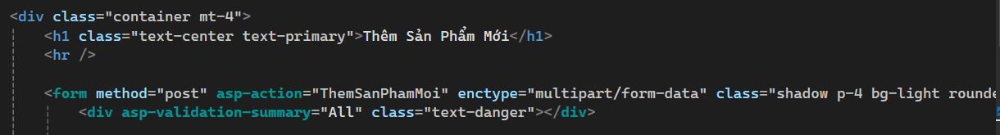 <div class="container mt-4">
<h1 class="text-center text-primary">Thêm Sản Phẩm Mới</h1>
<hr />
<form method="post" asp-action="ThemSanPhamMoi" enctype="multipart/form-data" class="shadow p-4 bg-light rounde
<div asp-validation-summary="All" class="text-danger"></div>